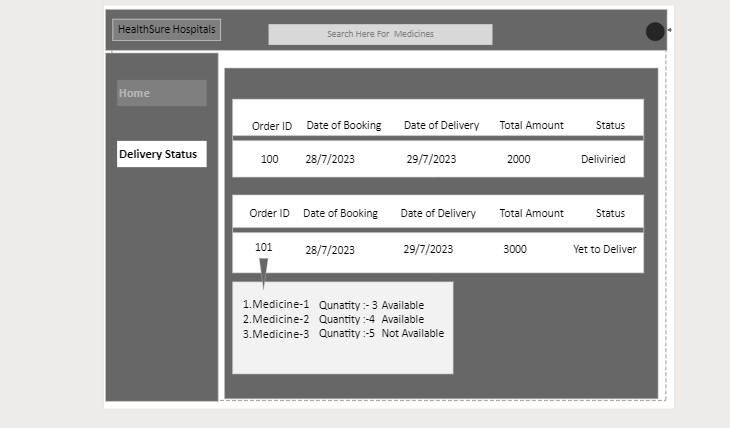 HealthSure Hospitals
Search Here For Medicines
Home
Delivery Status
Order ID Date of Booking Date of Delivery Total Amount Status
100 28/7/2023 29/7/2023 2000 Deliviried
Order ID Date of Booking Date of Delivery Total Amount Status
101 28/7/2023 29/7/2023 3000 Yet to Deliver
1.Medicine-1 Qunatity :- 3 Available
2.Medicine-2 Quantity :-4 Available
3.Medicine-3 Qunatity :-5 Not Available